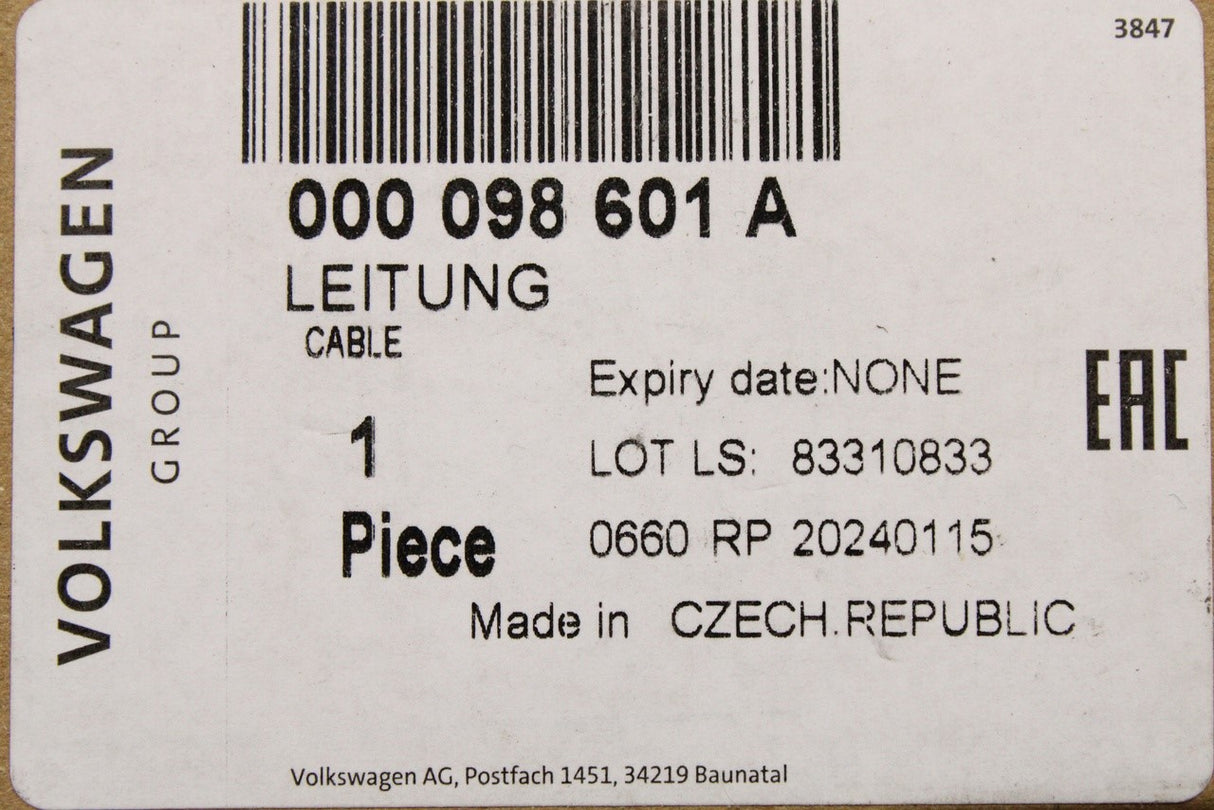 3847
VOLKSWAGEN
GROUP
000 098 601 A
LEITUNG
CABLE
Expiry date:NONE
EAC
1
LOT LS: 83310833
Piece
0660 RP 20240115
Made in CZECH.REPUBLIC
Volkswagen AG, Postfach 1451, 34219 Baunatal